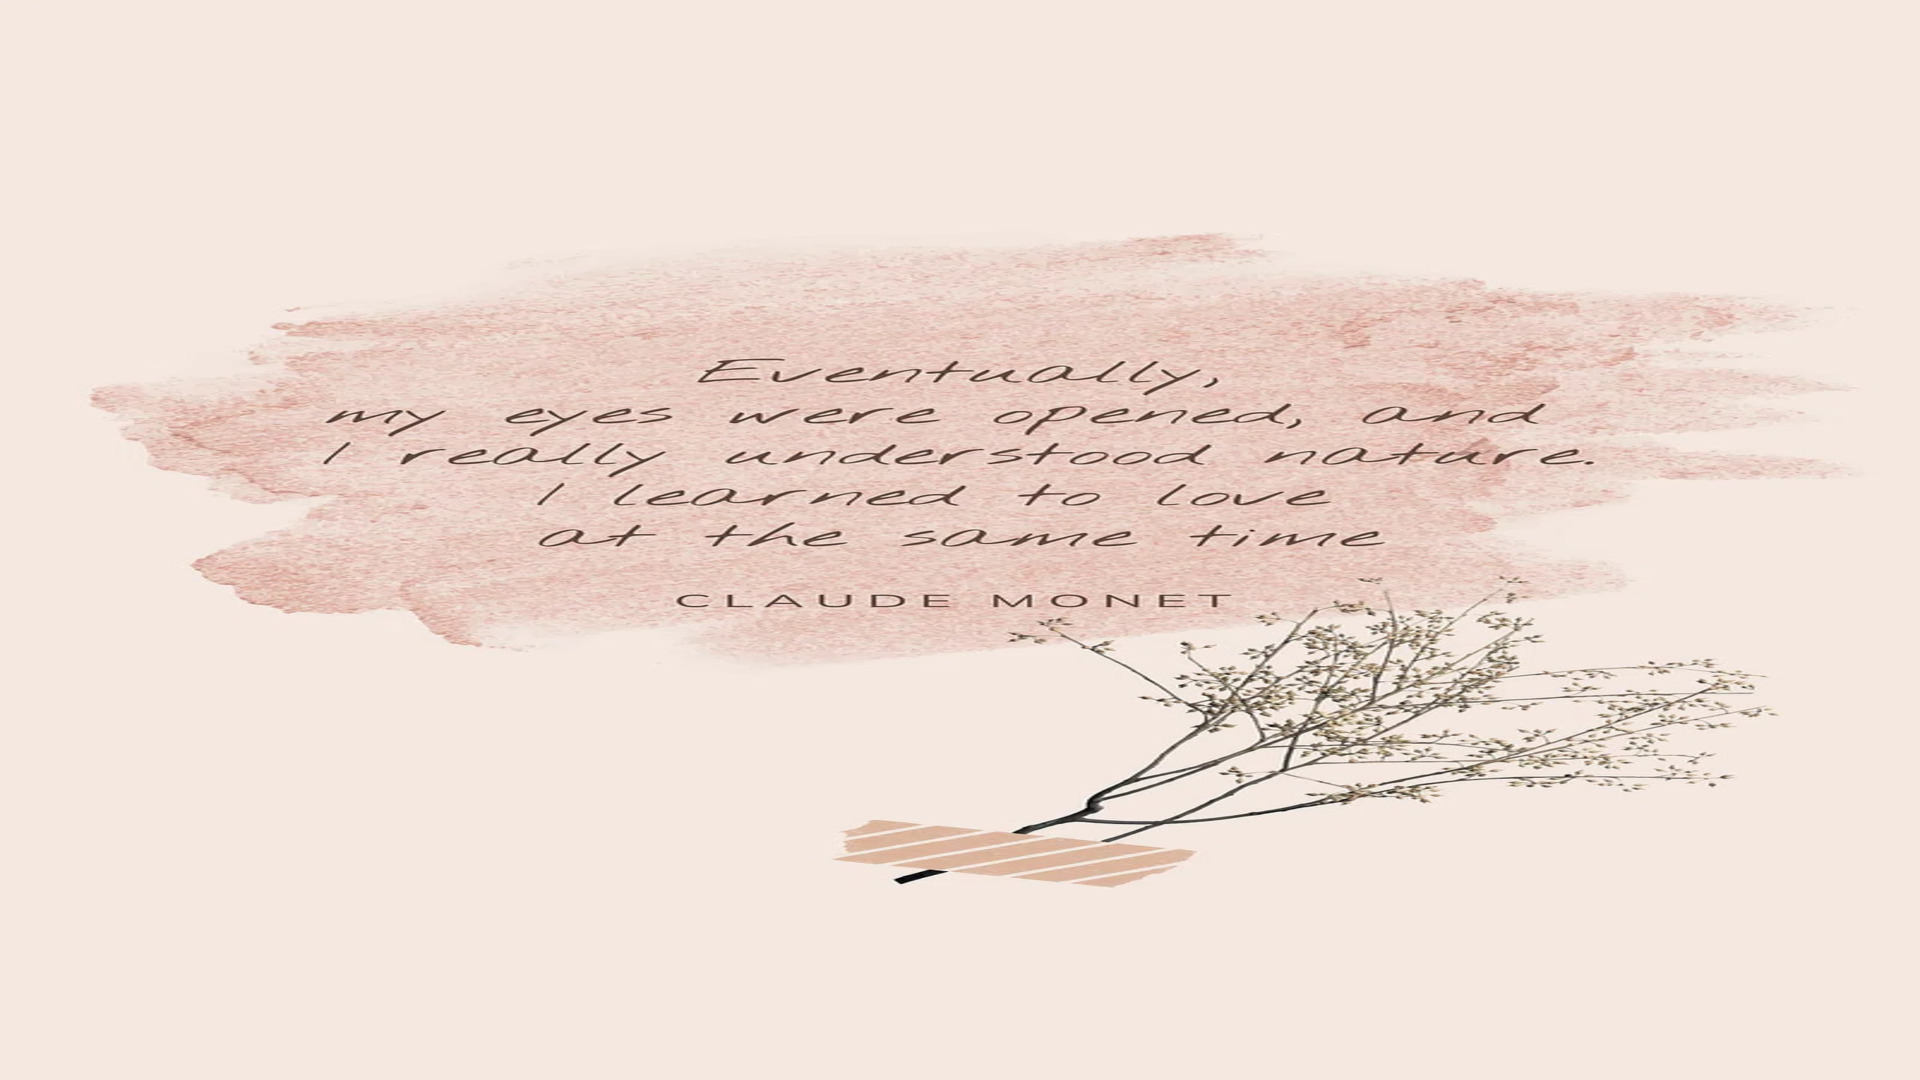 Eventually,
my eyes were opened, and
I really understood nature.
I learned to love
at the same time
CLAUDE MONET